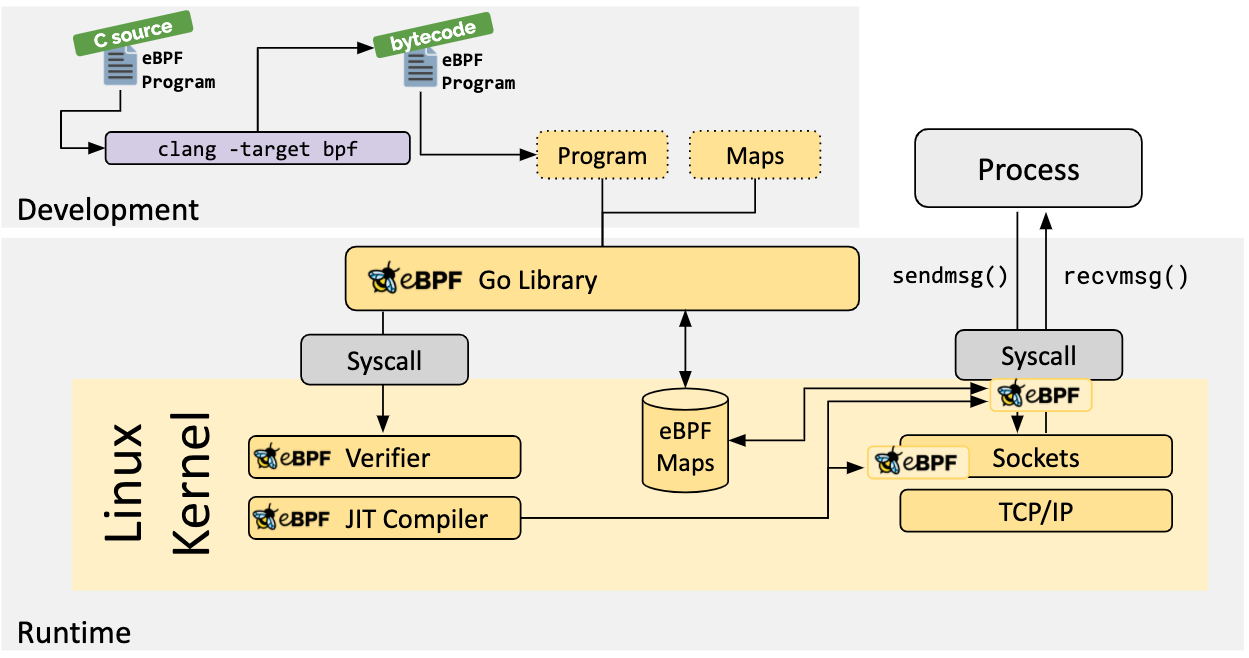 C source
eBPF
Program
bytecode
eBPF
Program
clang -target bpf
Program
Maps
Development
Process
eBPF Go Library
sendmsg()
recvmsg()
Syscall
Syscall
Linux
Kernel
eBPF
eBPF
Maps
eBPF Verifier
eBPF Sockets
eBPF JIT Compiler
TCP/IP
Runtime